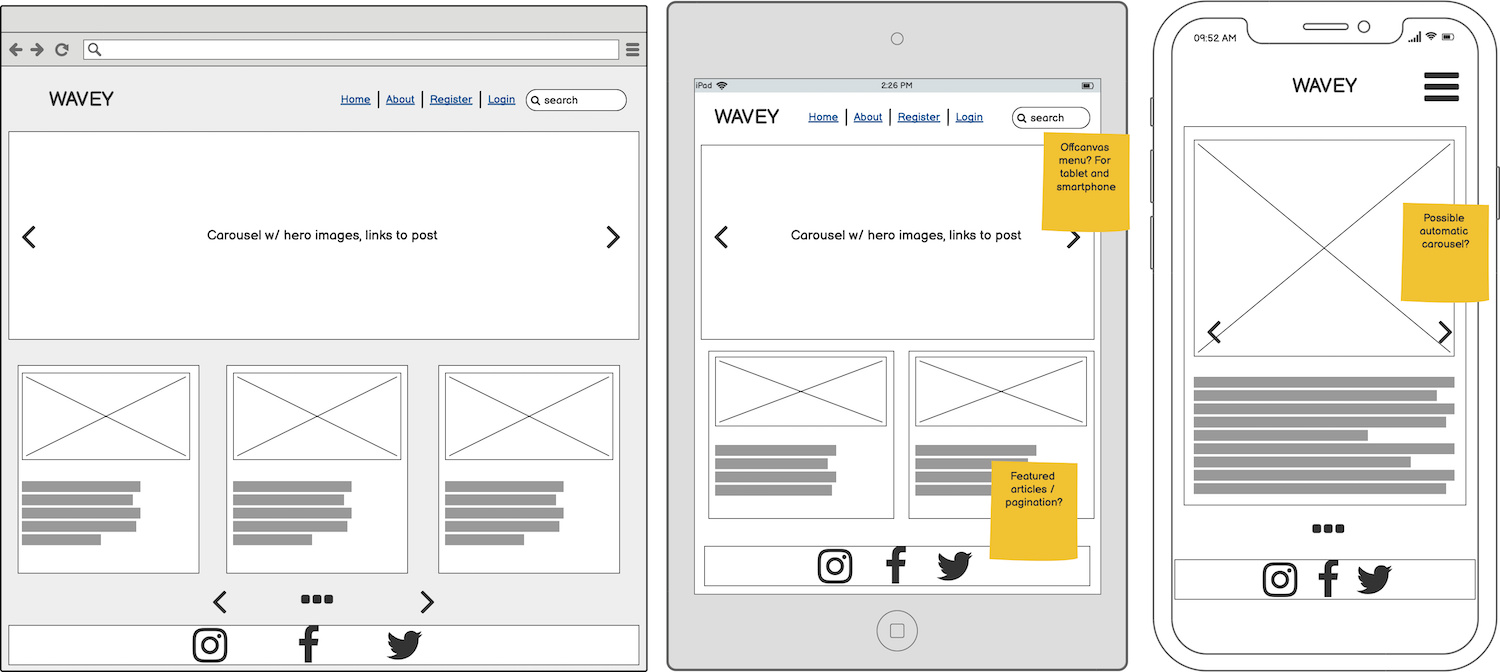 WAVEY
Home | About | Register | Login
search
Carousel w/ hero images, links to post
iPad
2:26 PM
WAVEY
Home | About | Register | Login
search
Offcanvas
menu? For
tablet and
smartphone
Carousel w/ hero images, links to post
Featured
articles /
pagination?
09:52 AM
WAVEY
Possible
automatic
carousel?